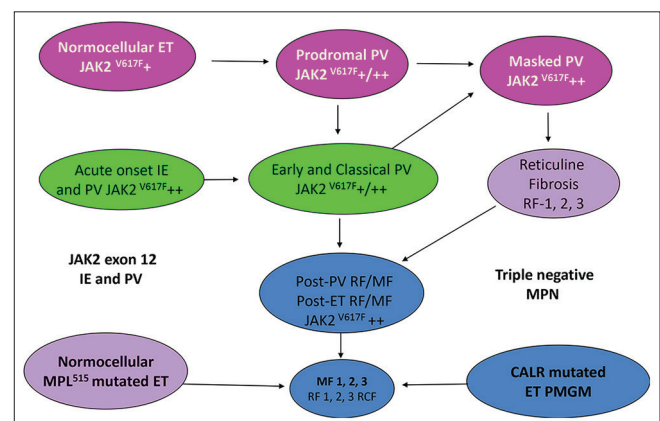 Normocellular ET
JAK2 V617F+
Prodromal PV
JAK2 V617F+/++
Masked PV
JAK2 V617F++
Acute onset IE
and PV JAK2 V617F++
Early and Classical PV
JAK2 V617F+/++
Reticuline
Fibrosis
RF-1, 2, 3
JAK2 exon 12
IE and PV
Post-PV RF/MF
Post-ET RF/MF
JAK2 V617F ++
Triple negative
MPN
Normocellular
MPL515 mutated ET
MF 1, 2, 3
RF 1, 2, 3 RCF
CALR mutated
ET PMGM